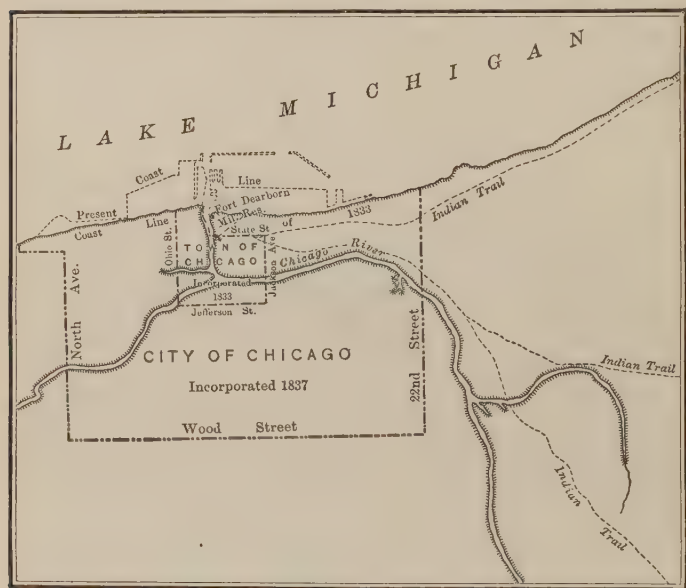 LAKE MICHIGAN
Present Coast Line
Coast Line of 1833
Fort Dearborn
Mil. Res.
State St.
Indian Trail
Ohio St.
TOWN OF
CHICAGO
Incorporated
1833
Jefferson St.
Jackson Ave.
Chicago River
North Ave.
CITY OF CHICAGO
Incorporated 1837
22nd Street
Wood Street
Indian Trail
Indian Trail